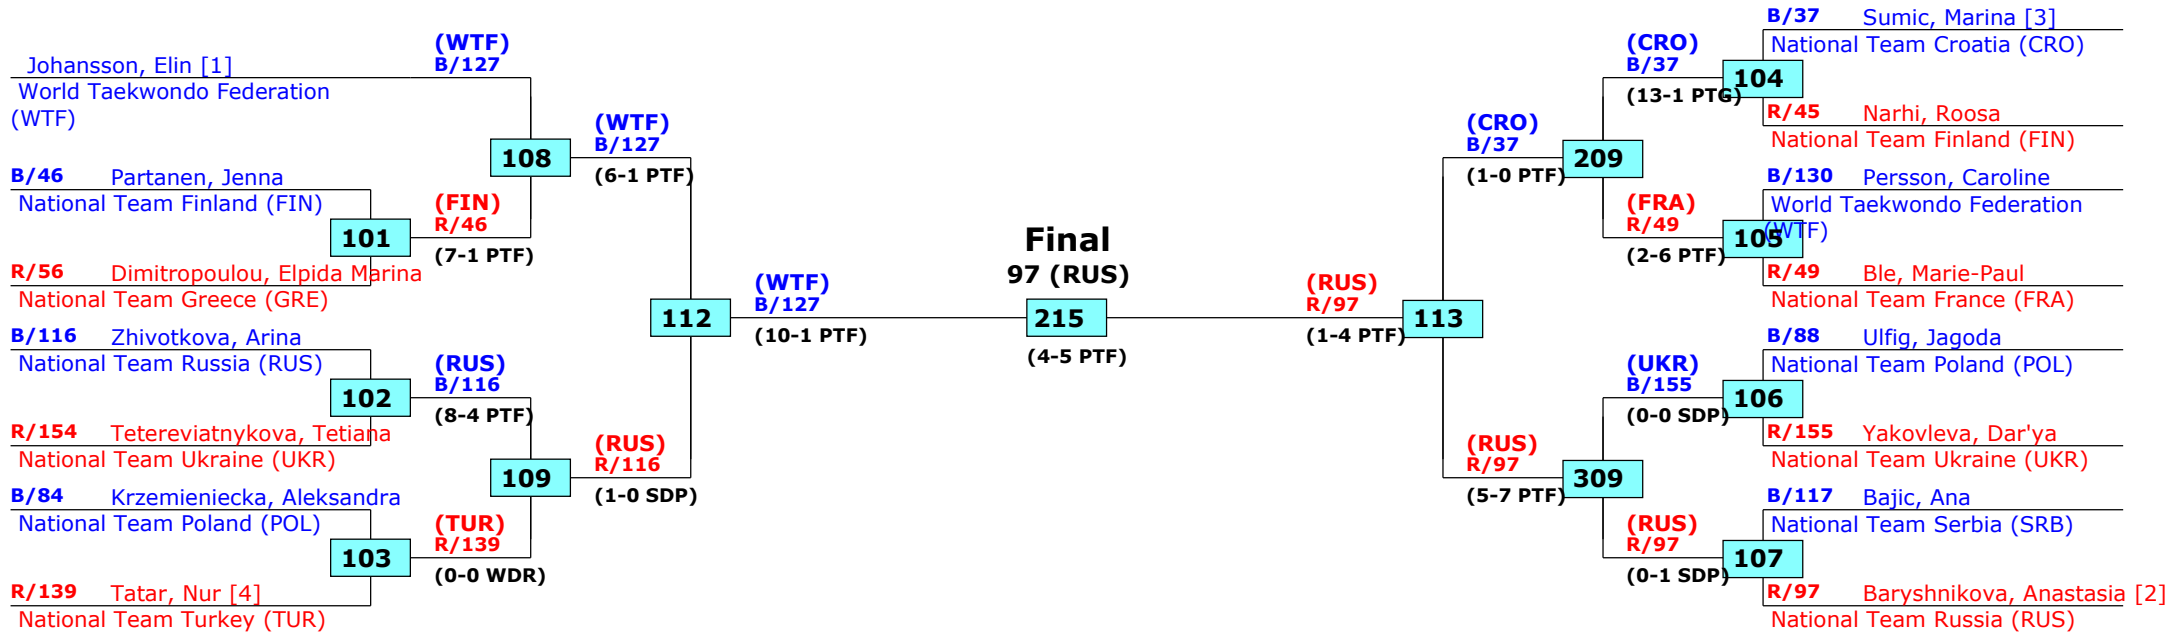 Johansson, Elin [1]
World Taekwondo Federation
(WTF)
B/46 Partanen, Jenna
National Team Finland (FIN)
101
R/56 Dimitropoulou, Elpida Marina
National Team Greece (GRE)
B/116 Zhivotkova, Arina
National Team Russia (RUS)
102
R/154 Tetereviatnykova, Tetiana
National Team Ukraine (UKR)
B/84 Krzemieniecka, Aleksandra
National Team Poland (POL)
103
R/139 Tatar, Nur [4]
National Team Turkey (TUR)
(WTF)
B/127
108
(FIN)
R/46
(7-1 PTF)
(RUS)
B/116
(8-4 PTF)
109
(TUR)
R/139
(0-0 WDR)
(WTF)
B/127
(6-1 PTF)
112
(RUS)
R/116
(1-0 SDP)
(WTF)
B/127
(10-1 PTF)
Final
97 (RUS)
215
(4-5 PTF)
(RUS)
R/97
(1-4 PTF)
113
(CRO)
B/37
(1-0 PTF)
209
(RUS)
R/97
(5-7 PTF)
309
(CRO)
B/37
(13-1 PTG)
(FRA)
R/49
(2-6 PTF)
(UKR)
B/155
(0-0 SDP)
(RUS)
R/97
(0-1 SDP)
B/37 Sumic, Marina [3]
National Team Croatia (CRO)
104
R/45 Narhi, Roosa
National Team Finland (FIN)
B/130 Persson, Caroline
World Taekwondo Federation
(WTF)
105
R/49 Ble, Marie-Paul
National Team France (FRA)
B/88 Ulfig, Jagoda
National Team Poland (POL)
106
R/155 Yakovleva, Dar'ya
National Team Ukraine (UKR)
B/117 Bajic, Ana
National Team Serbia (SRB)
107
R/97 Baryshnikova, Anastasia [2]
National Team Russia (RUS)